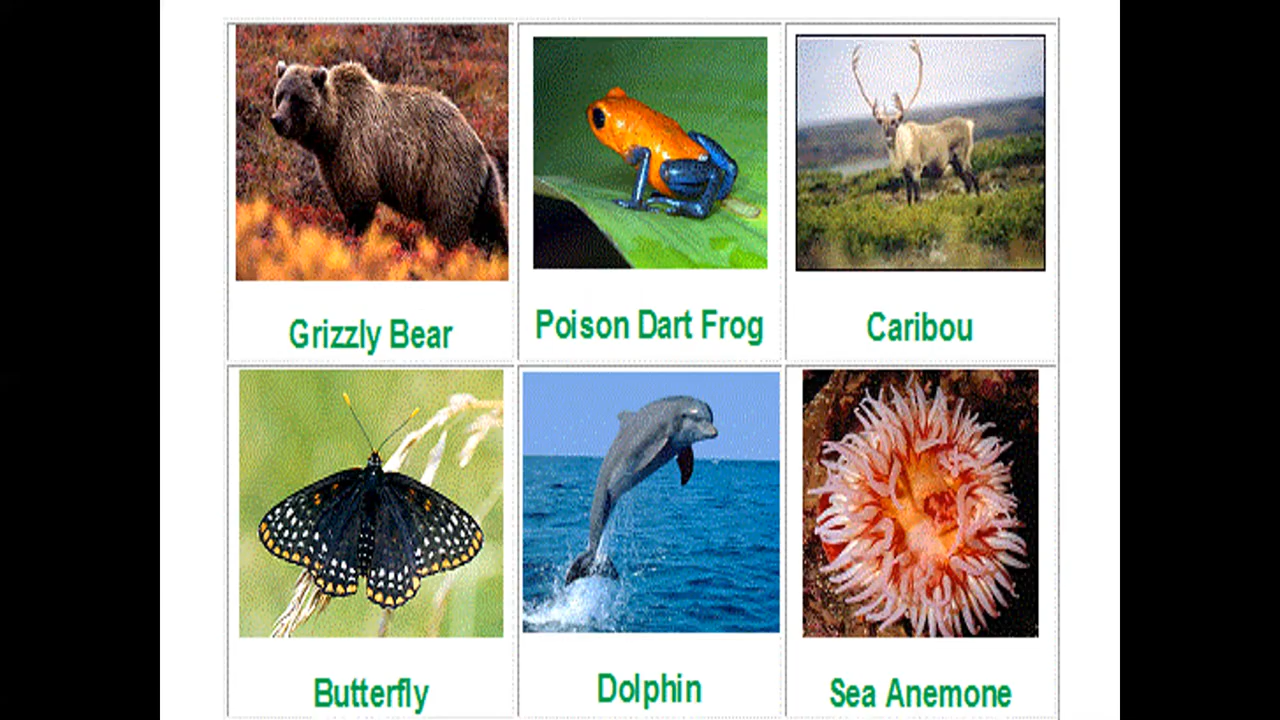 Grizzly Bear
Poison Dart Frog
Caribou
Butterfly
Dolphin
Sea Anemone